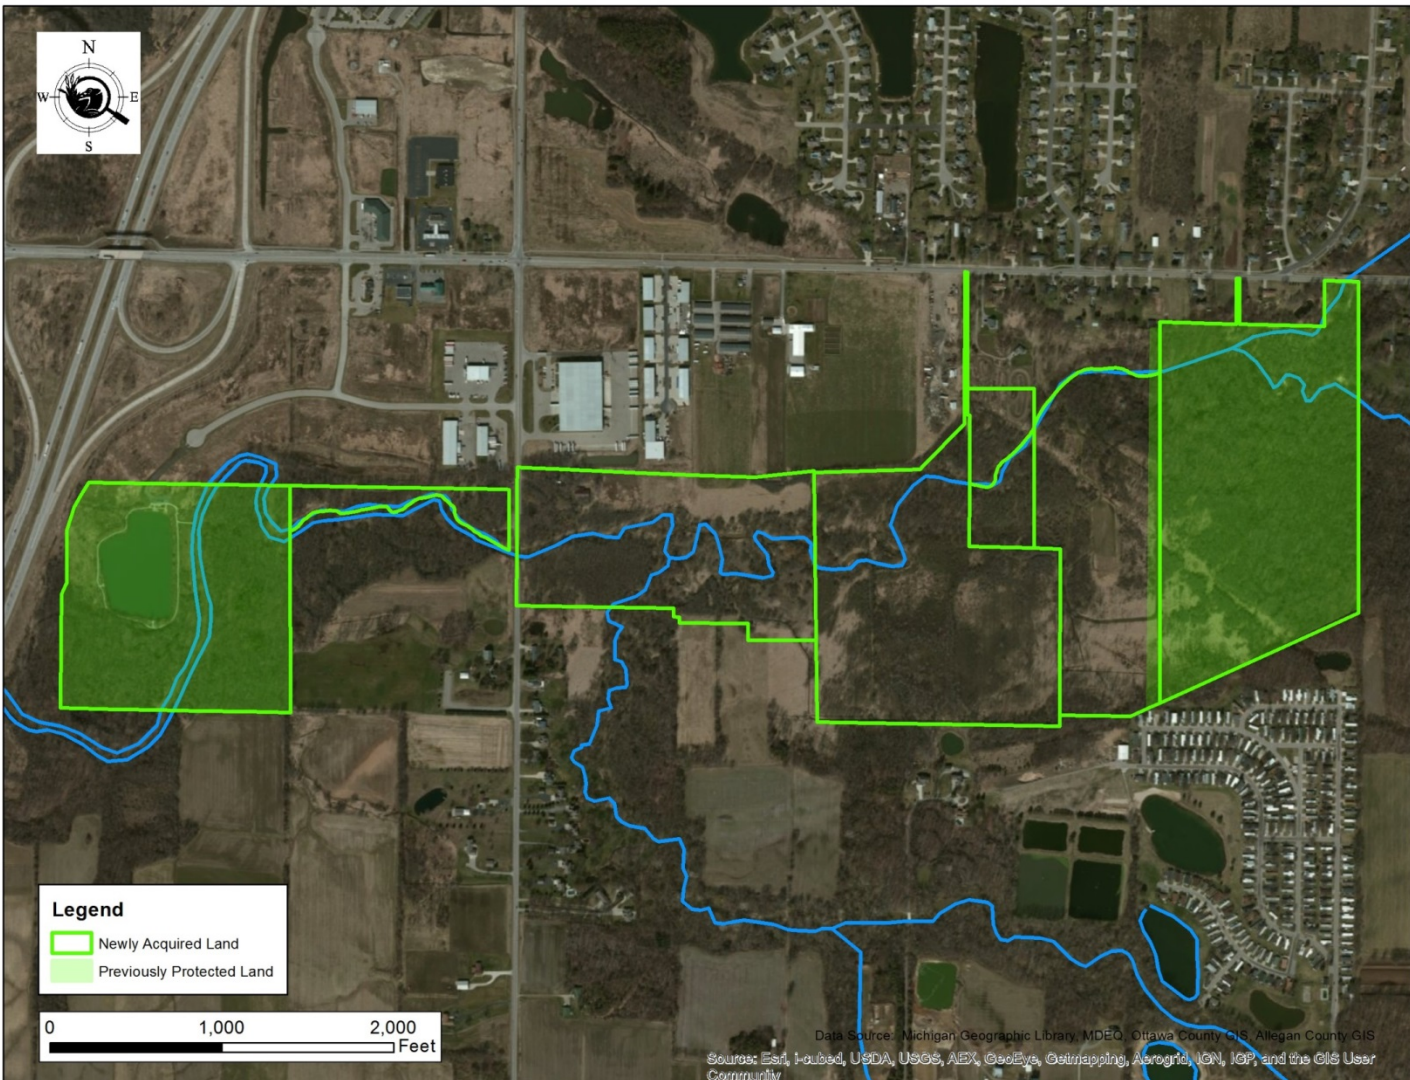 N
W E
S
Legend
Newly Acquired Land
Previously Protected Land
0 1,000 2,000
Feet
Data Source: Michigan Geographic Library, MDEQ, Ottawa County GIS, Allegan County GIS
Source: Esri, i-cubed, USDA, USGS, AEX, GeoEye, Getmapping, Aerogrid, IGN, IGP, and the GIS User
Community